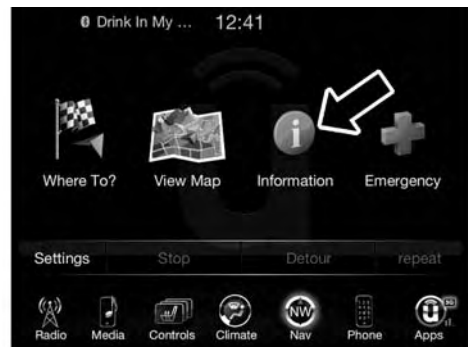 Drink In My ... 12:41
Where To? View Map Information Emergency
Settings Stop Detour repeat
NW
Radio Media Controls Climate Nav Phone Apps